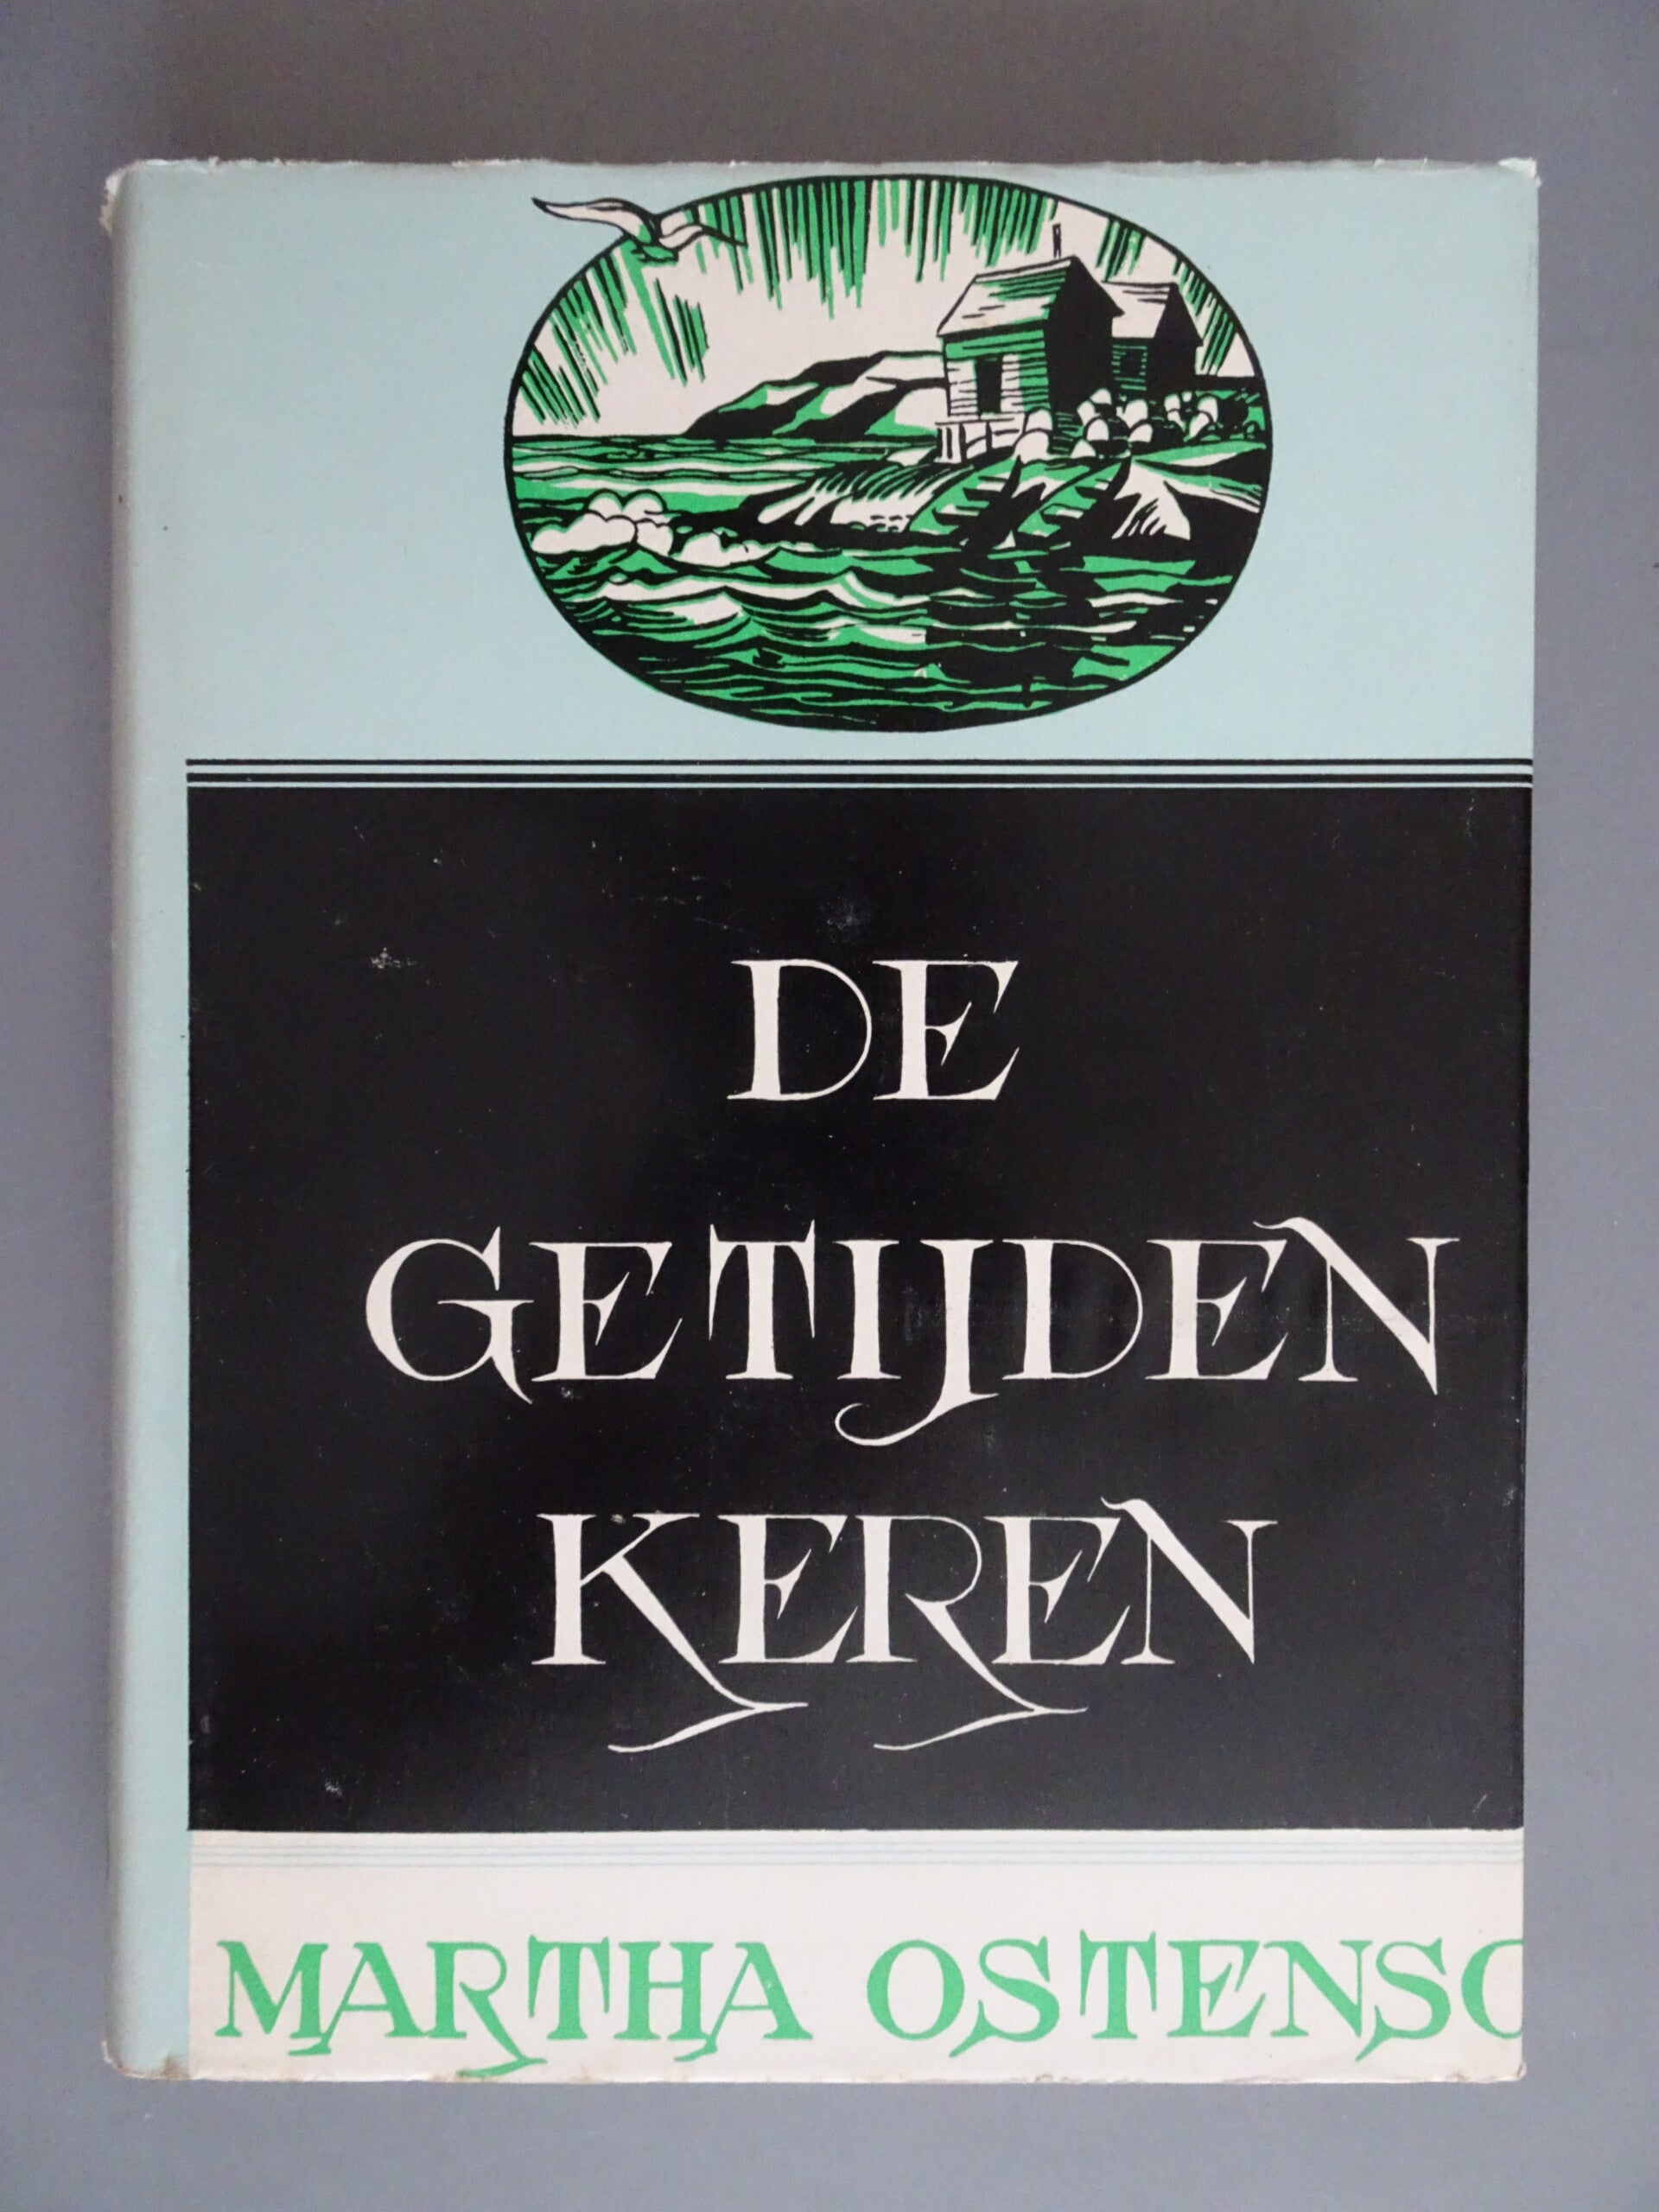 DE
GETIJDEN
KEREN
MARTHA OSTENSO